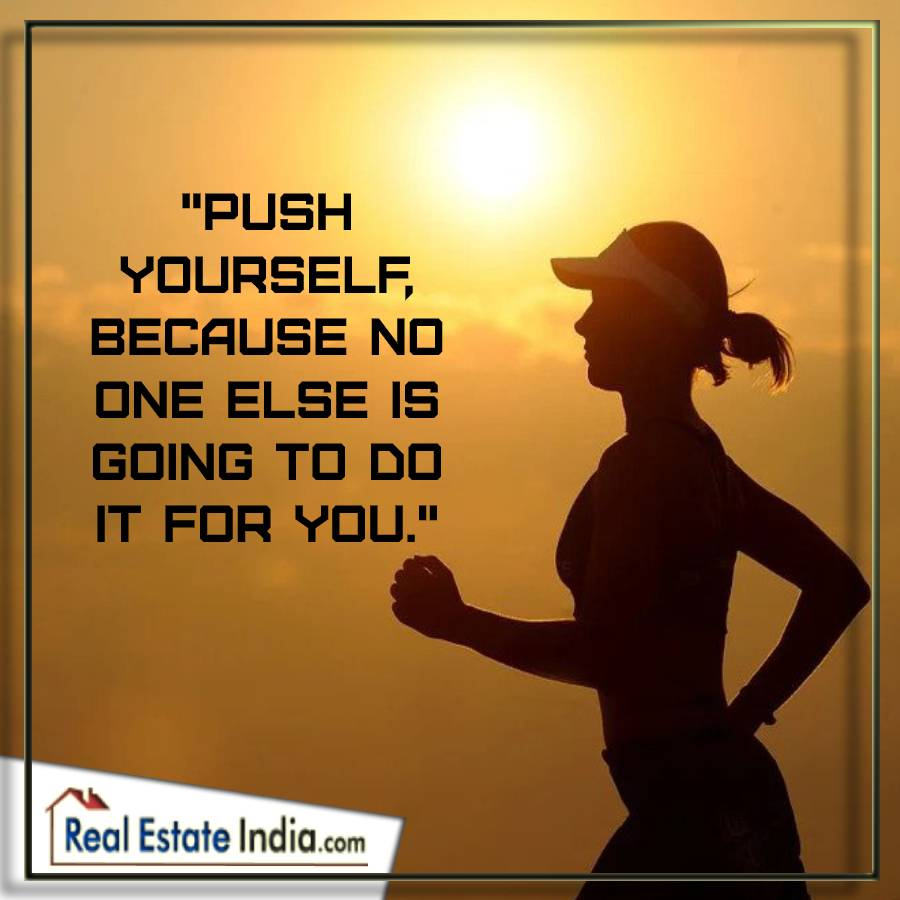 "PUSH
YOURSELF,
BECAUSE NO
ONE ELSE IS
GOING TO DO
IT FOR YOU."
Real Estate India.com